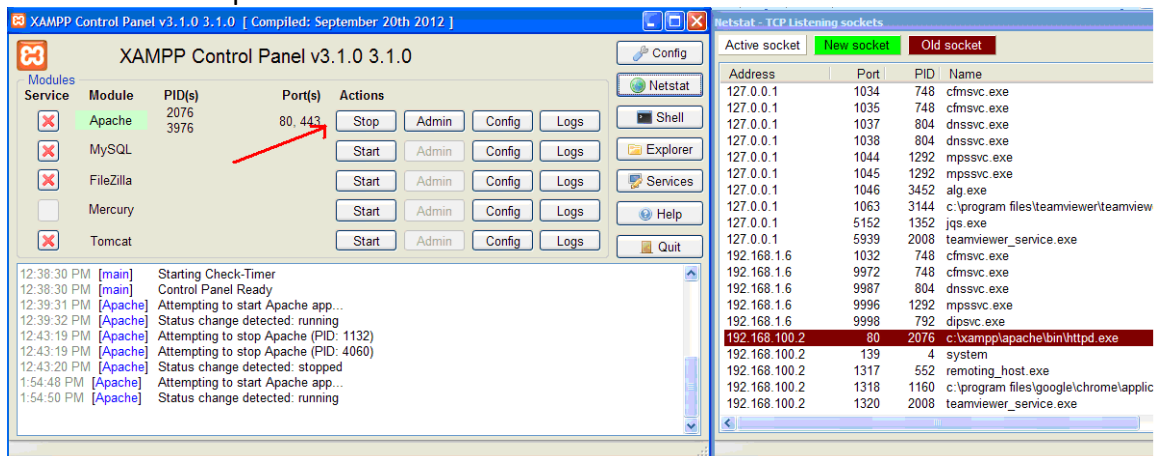 XAMPP Control Panel v3.1.0 3.1.0 [ Compiled: September 20th 2012 ]
XAMPP Control Panel v3.1.0 3.1.0
Modules
Service Module PID(s) Port(s) Actions
Apache 2076 3976 80, 443 Stop Admin Config Logs
MySQL Start Admin Config Logs
FileZilla Start Admin Config Logs
Mercury Start Admin Config Logs
Tomcat Start Admin Config Logs
Config
Netstat
Shell
Explorer
Services
Help
Quit
12:38:30 PM [main] Starting Check-Timer
12:38:30 PM [main] Control Panel Ready
12:39:31 PM [Apache] Attempting to start Apache app...
12:39:32 PM [Apache] Status change detected: running
12:43:19 PM [Apache] Attempting to stop Apache (PID: 1132)
12:43:19 PM [Apache] Attempting to stop Apache (PID: 4060)
12:43:20 PM [Apache] Status change detected: stopped
1:54:48 PM [Apache] Attempting to start Apache app...
1:54:50 PM [Apache] Status change detected: running
Netstat - TCP Listening sockets
Active socket New socket Old socket
Address Port PID Name
127.0.0.1 1034 748 cfmsvc.exe
127.0.0.1 1035 748 cfmsvc.exe
127.0.0.1 1037 804 dnssvc.exe
127.0.0.1 1038 804 dnssvc.exe
127.0.0.1 1044 1292 mpssvc.exe
127.0.0.1 1045 1292 mpssvc.exe
127.0.0.1 1046 3452 alg.exe
127.0.0.1 1063 3144 c:\program files\teamviewer\teamview
127.0.0.1 5152 1352 jqs.exe
127.0.0.1 5939 2008 teamviewer_service.exe
192.168.1.6 1032 748 cfmsvc.exe
192.168.1.6 9972 748 cfmsvc.exe
192.168.1.6 9987 804 dnssvc.exe
192.168.1.6 9996 1292 mpssvc.exe
192.168.1.6 9998 792 dipsvc.exe
192.168.100.2 80 2076 c:\xampp\apache\bin\httpd.exe
192.168.100.2 139 4 system
192.168.100.2 1317 552 remoting_host.exe
192.168.100.2 1318 1160 c:\program files\google\chrome\applic
192.168.100.2 1320 2008 teamviewer_service.exe